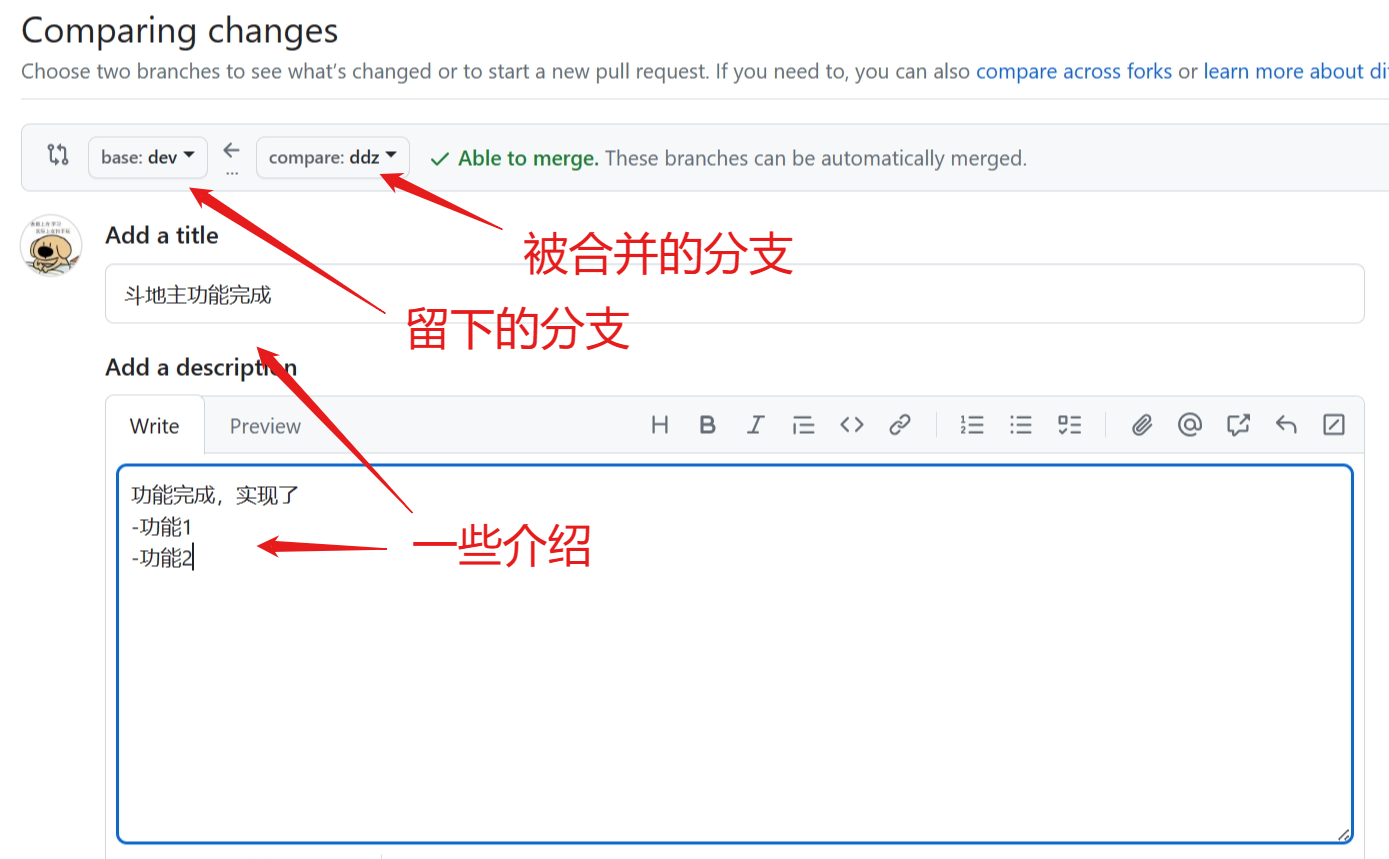 Comparing changes
Choose two branches to see what's changed or to start a new pull request. If you need to, you can also compare across forks or learn more about di
base: dev
compare: ddz
Able to merge. These branches can be automatically merged.
Add a title
被合并的分支
斗地主功能完成
留下的分支
Add a description
Write
Preview
功能完成，实现了
-功能1
-功能2
一些介绍